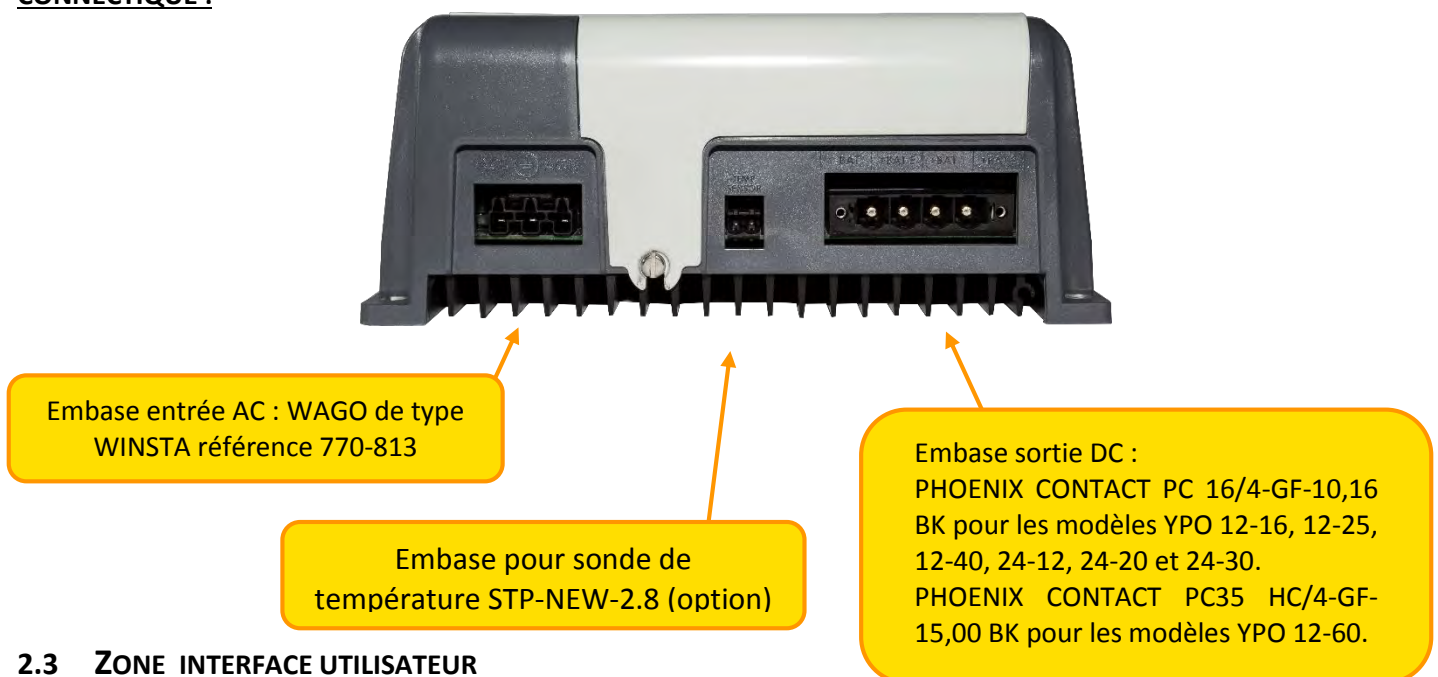 CONNECTIQUE :
TEMP
SENSOR
Embase entrée AC : WAGO de type
WINSTA référence 770-813
Embase pour sonde de
température STP-NEW-2.8 (option)
Embase sortie DC :
PHOENIX CONTACT PC 16/4-GF-10,16
BK pour les modèles YPO 12-16, 12-25,
12-40, 24-12, 24-20 et 24-30.
PHOENIX CONTACT PC35 HC/4-GF-
15,00 BK pour les modèles YPO 12-60.
2.3 ZONE INTERFACE UTILISATEUR